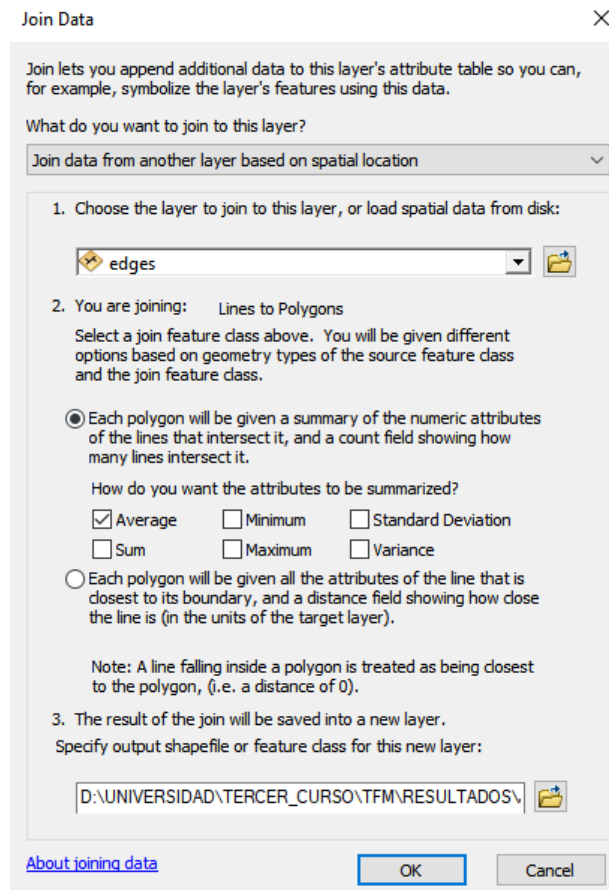 Join Data
Join lets you append additional data to this layer's attribute table so you can,
for example, symbolize the layer's features using this data.
What do you want to join to this layer?
Join data from another layer based on spatial location
1. Choose the layer to join to this layer, or load spatial data from disk:
edges
2. You are joining: Lines to Polygons
Select a join feature class above. You will be given different
options based on geometry types of the source feature class
and the join feature class.
Each polygon will be given a summary of the numeric attributes
of the lines that intersect it, and a count field showing how
many lines intersect it.
How do you want the attributes to be summarized?
Average Minimum Standard Deviation
Sum Maximum Variance
Each polygon will be given all the attributes of the line that is
closest to its boundary, and a distance field showing how close
the line is (in the units of the target layer).
Note: A line falling inside a polygon is treated as being closest
to the polygon, (i.e. a distance of 0).
3. The result of the join will be saved into a new layer.
Specify output shapefile or feature class for this new layer:
D:\UNIVERSIDAD\TERCER_CURSO\TFM\RESULTADOS\
About joining data OK Cancel